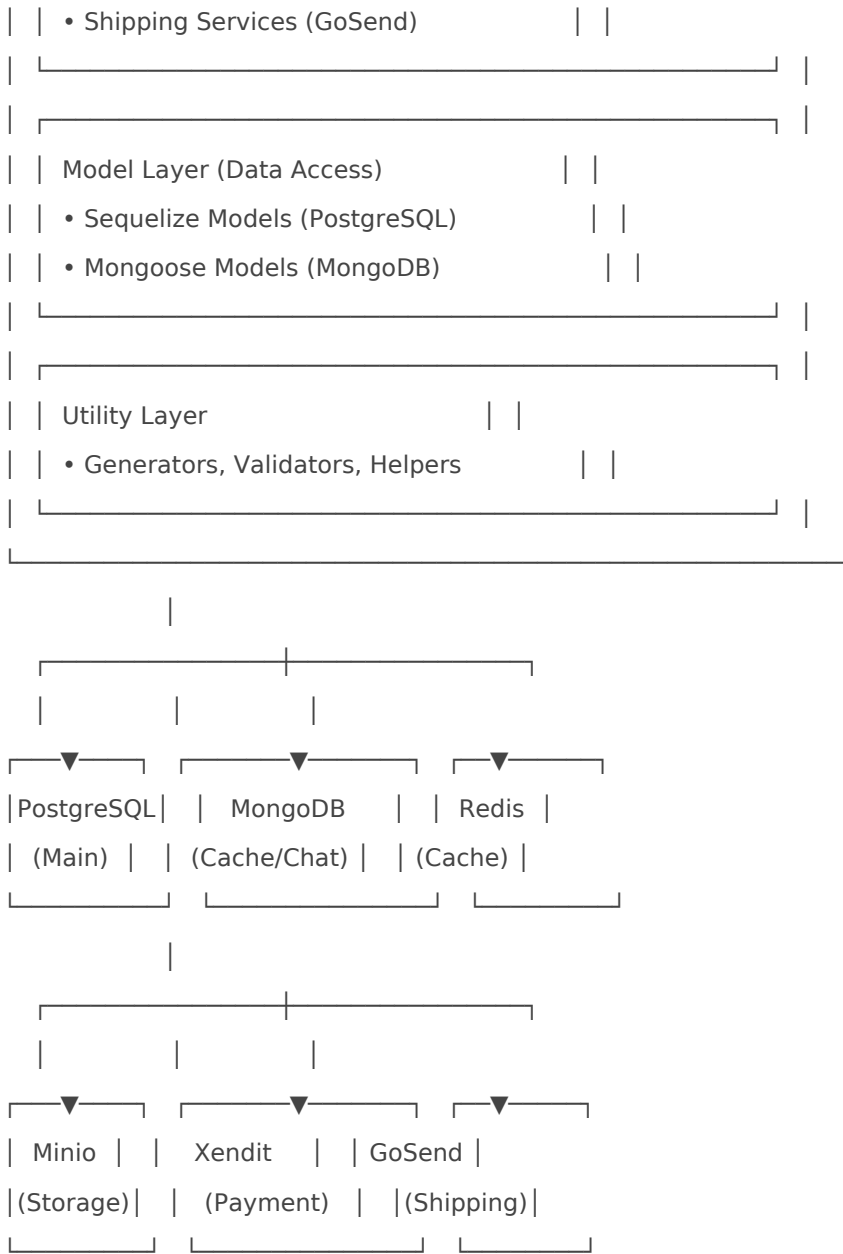 • Shipping Services (GoSend)
Model Layer (Data Access)
• Sequelize Models (PostgreSQL)
• Mongoose Models (MongoDB)
Utility Layer
• Generators, Validators, Helpers
PostgreSQL MongoDB Redis
(Main) (Cache/Chat) (Cache)
Minio Xendit GoSend
(Storage) (Payment) (Shipping)